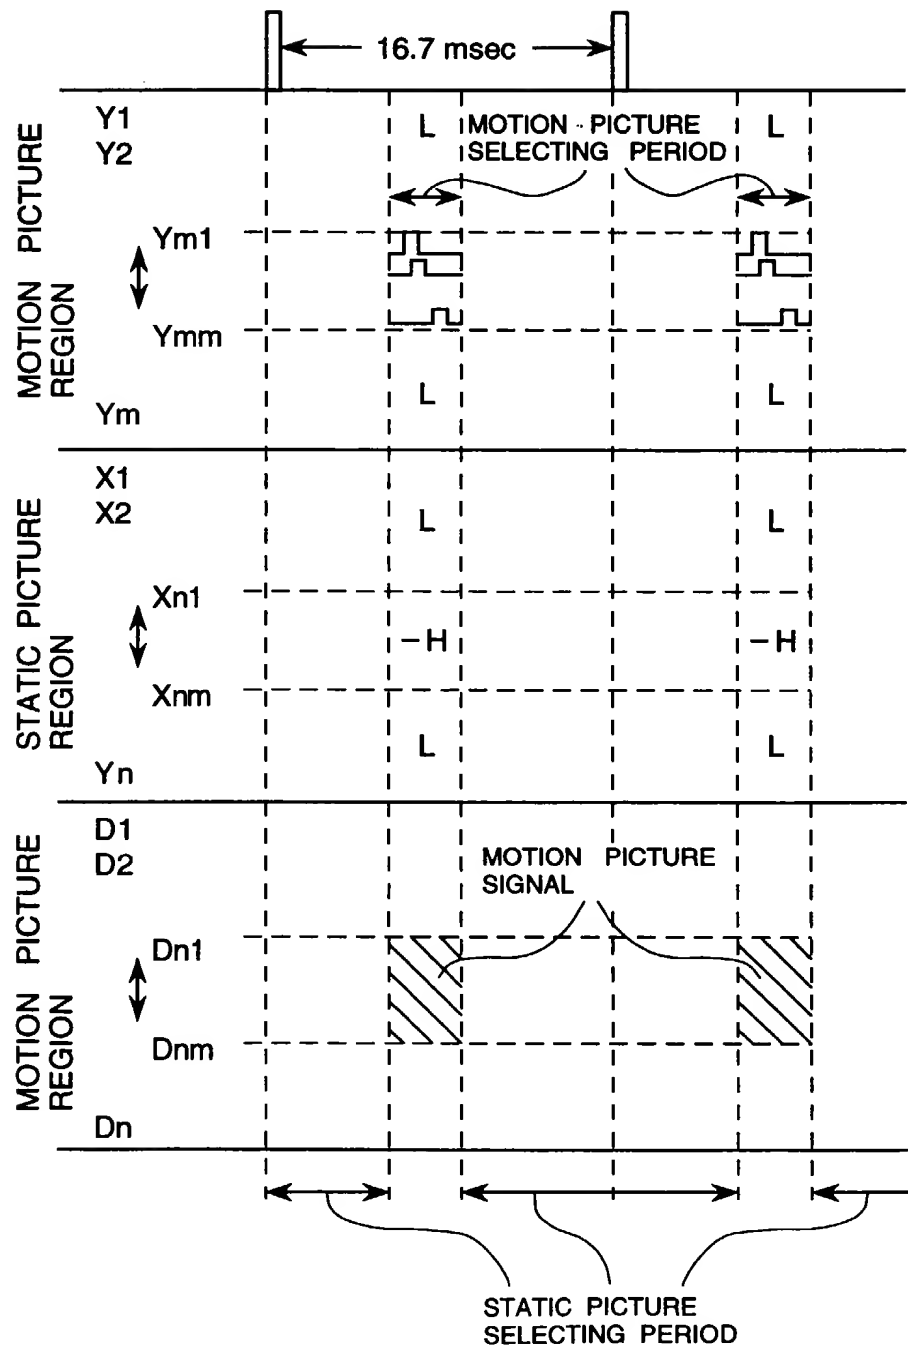 16.7 msec
MOTION PICTURE
REGION
Y1
Y2
L
MOTION PICTURE
SELECTING PERIOD
L
Ym1
Ymm
Ym
L
L
STATIC PICTURE
REGION
X1
X2
L
L
Xn1
–H
–H
Xnm
L
L
Yn
MOTION PICTURE
REGION
D1
D2
MOTION PICTURE
SIGNAL
Dn1
Dnm
Dn
STATIC PICTURE
SELECTING PERIOD